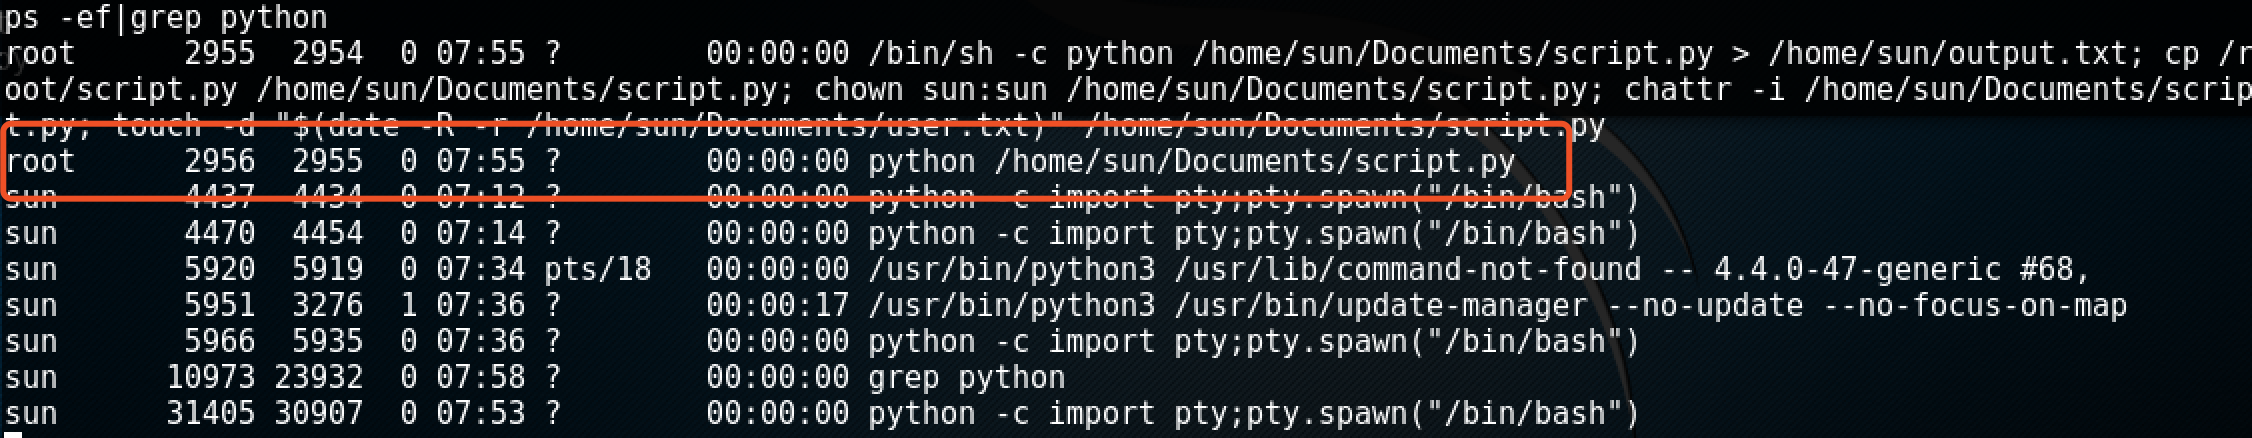 ps -ef|grep python
root      2955  2954  0 07:55 ?        00:00:00 /bin/sh -c python /home/sun/Documents/script.py > /home/sun/output.txt; cp /r
oot/script.py /home/sun/Documents/script.py; chown sun:sun /home/sun/Documents/script.py; chattr -i /home/sun/Documents/scrip
t.py; touch -d "$(date -R -r /home/sun/Documents/user.txt)" /home/sun/Documents/script.py
root      2956  2955  0 07:55 ?        00:00:00 python /home/sun/Documents/script.py
sun       4437  4434  0 07:12 ?        00:00:00 python -c import pty;pty.spawn("/bin/bash")
sun       4470  4454  0 07:14 ?        00:00:00 python -c import pty;pty.spawn("/bin/bash")
sun       5920  5919  0 07:34 pts/18   00:00:00 /usr/bin/python3 /usr/lib/command-not-found -- 4.4.0-47-generic #68,
sun       5951  3276  1 07:36 ?        00:00:17 /usr/bin/python3 /usr/bin/update-manager --no-update --no-focus-on-map
sun       5966  5935  0 07:36 ?        00:00:00 python -c import pty;pty.spawn("/bin/bash")
sun      10973 23932  0 07:58 ?        00:00:00 grep python
sun      31405 30907  0 07:53 ?        00:00:00 python -c import pty;pty.spawn("/bin/bash")